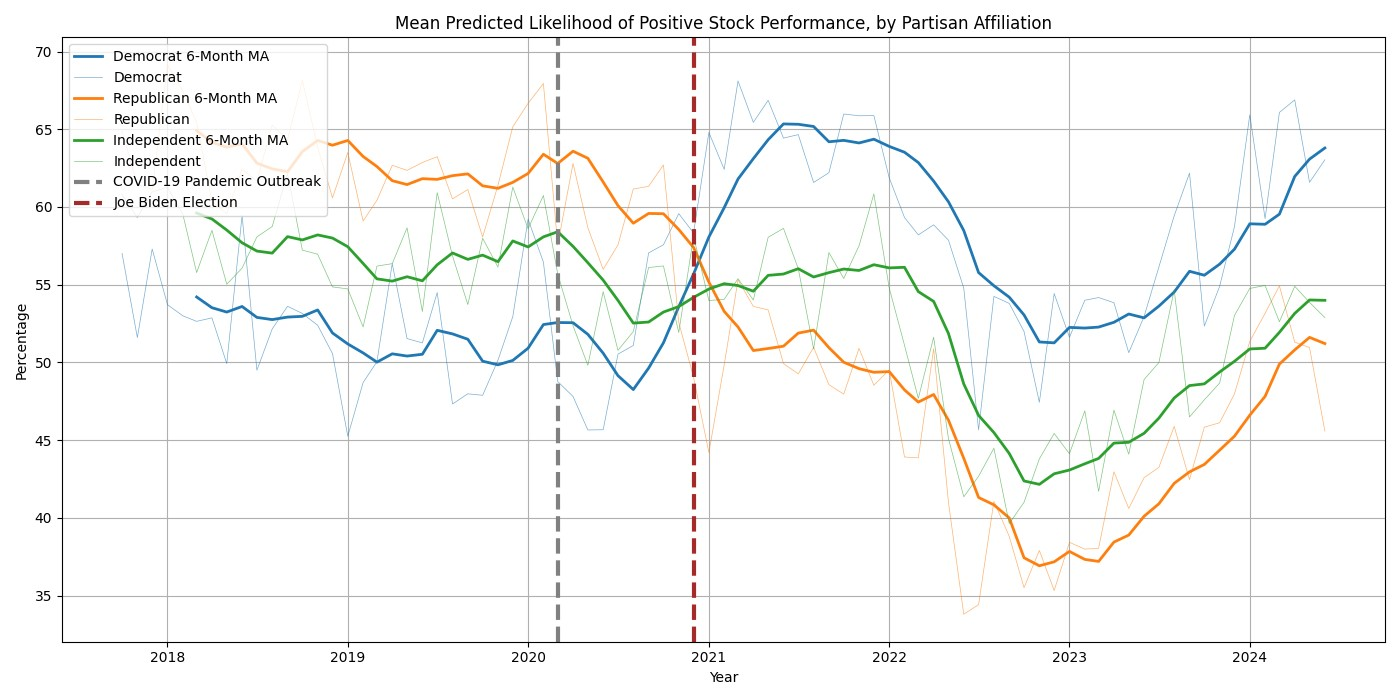 Mean Predicted Likelihood of Positive Stock Performance, by Partisan Affiliation
Democrat 6-Month MA
Democrat
Republican 6-Month MA
Republican
Independent 6-Month MA
Independent
COVID-19 Pandemic Outbreak
Joe Biden Election
70
65
60
55
50
45
40
35
Percentage
2018 2019 2020 2021 2022 2023 2024
Year